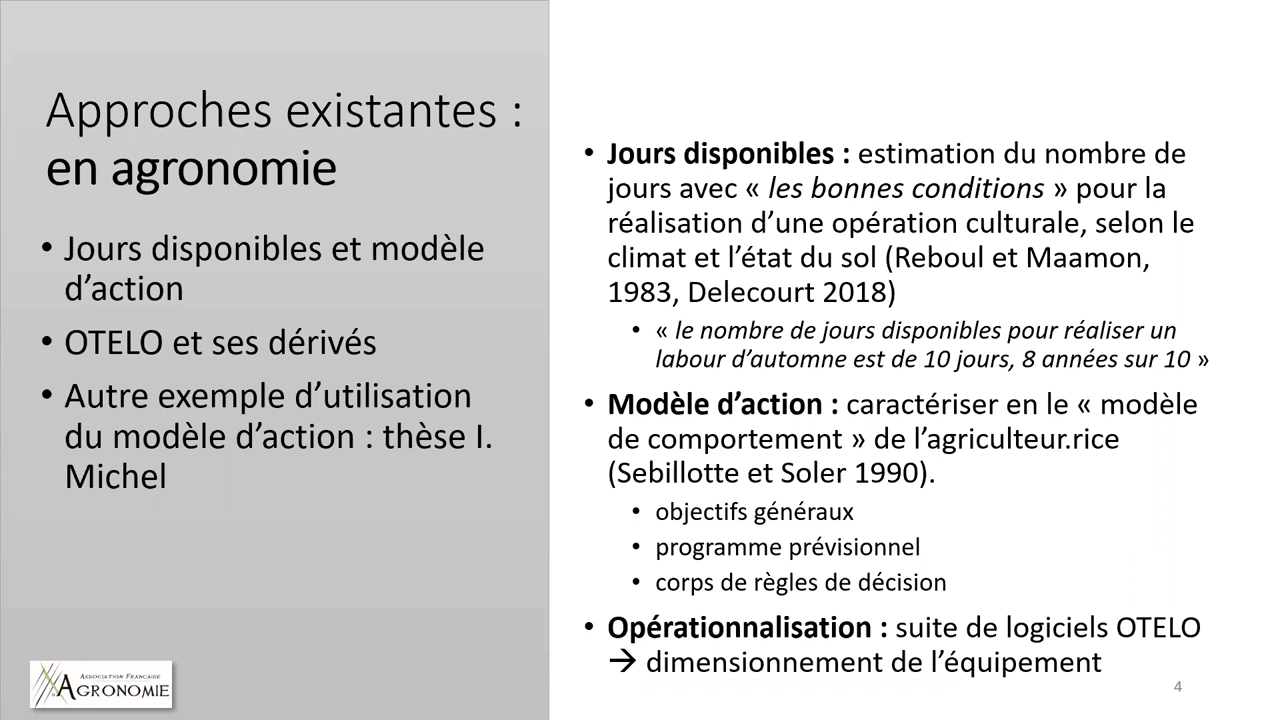 Approches existantes :
en agronomie
• Jours disponibles et modèle
d’action
• OTELO et ses dérivés
• Autre exemple d’utilisation
du modèle d’action : thèse I.
Michel
• Jours disponibles : estimation du nombre de
jours avec « les bonnes conditions » pour la
réalisation d’une opération culturale, selon le
climat et l’état du sol (Reboul et Maamon,
1983, Delecourt 2018)
• « le nombre de jours disponibles pour réaliser un
labour d’automne est de 10 jours, 8 années sur 10 »
• Modèle d’action : caractériser en le « modèle
de comportement » de l’agriculteur.rice
(Sebillotte et Soler 1990).
• objectifs généraux
• programme prévisionnel
• corps de règles de décision
• Opérationnalisation : suite de logiciels OTELO
→ dimensionnement de l’équipement
Association Française
Agronomie
4